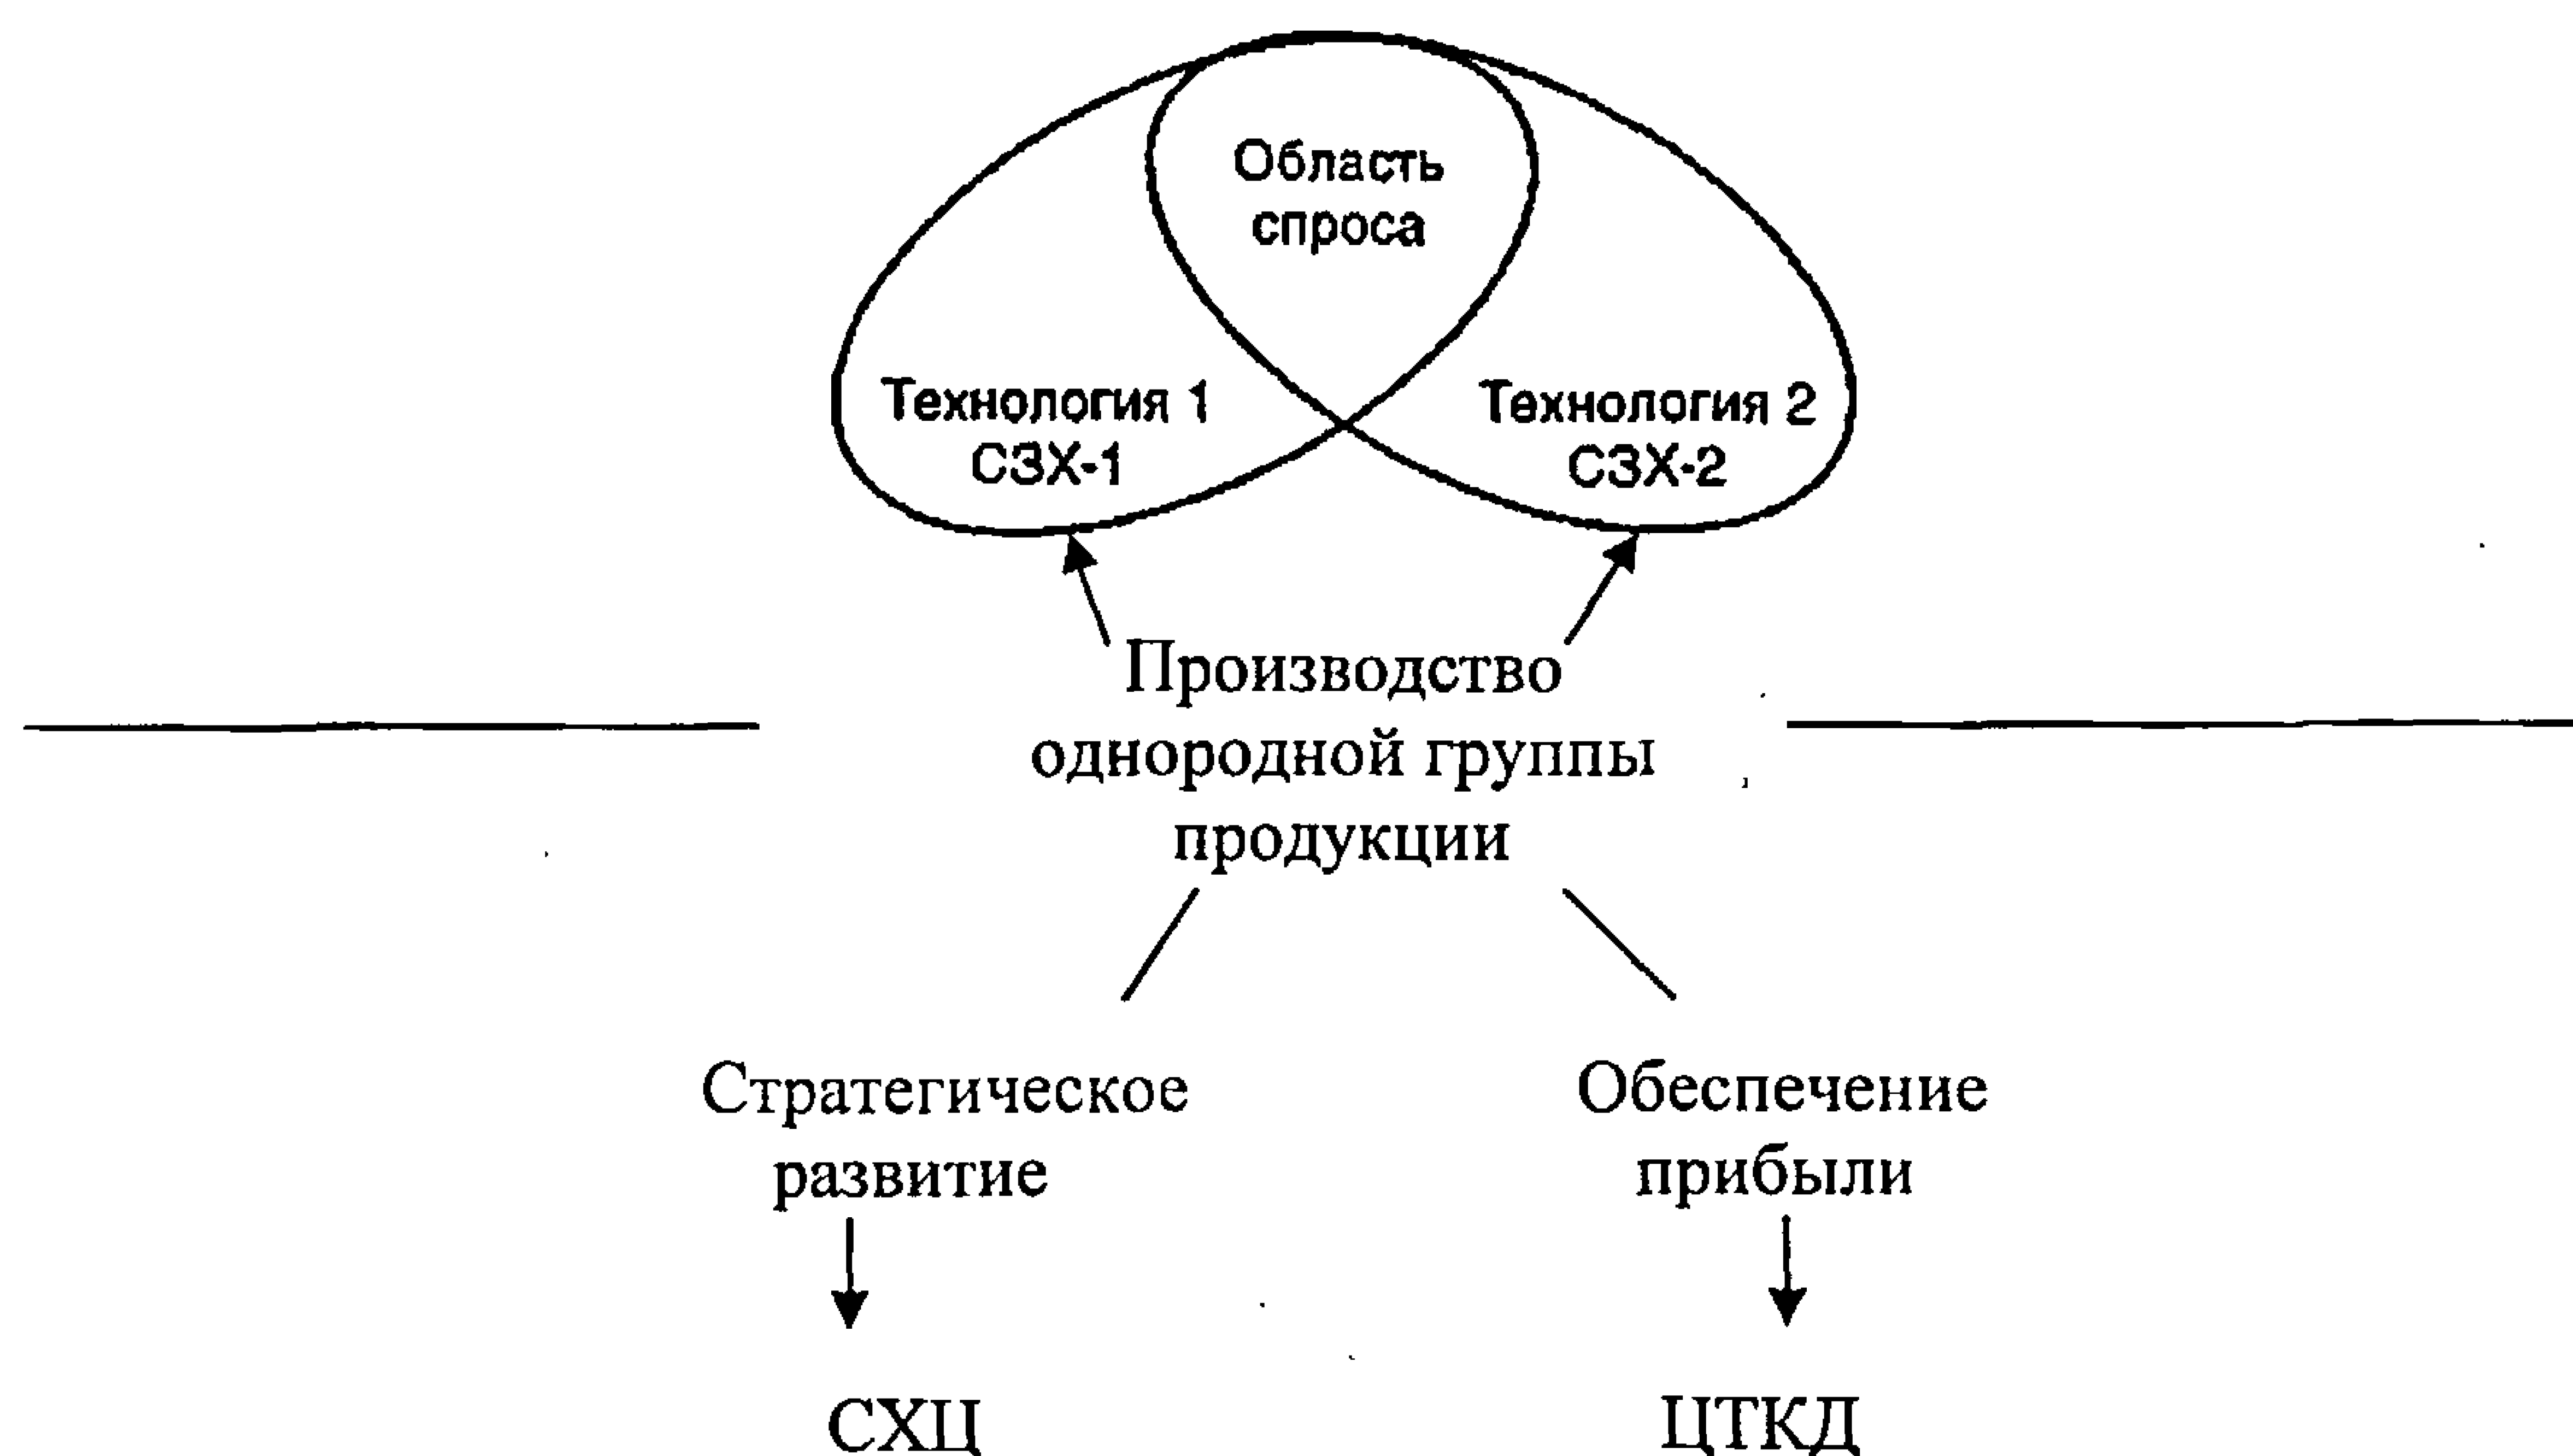 Область
спроса
Технология 1
СЗХ-1
Технология 2
СЗХ-2
Производство
однородной группы
продукции
Стратегическое
развитие
Обеспечение
прибыли
СХЦ
ЦТКД